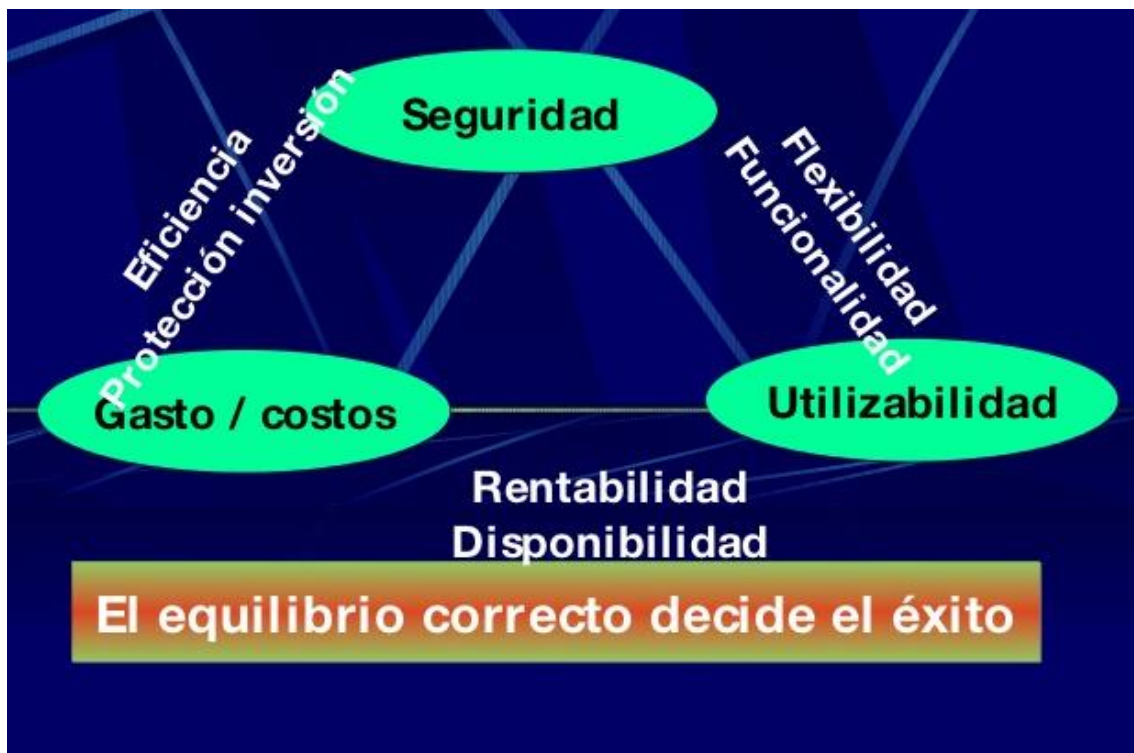 Seguridad
Eficiencia
Protección inversión
Flexibilidad
Funcionalidad
Gasto / costos
Utilizabilidad
Rentabilidad
Disponibilidad
El equilibrio correcto decide el éxito